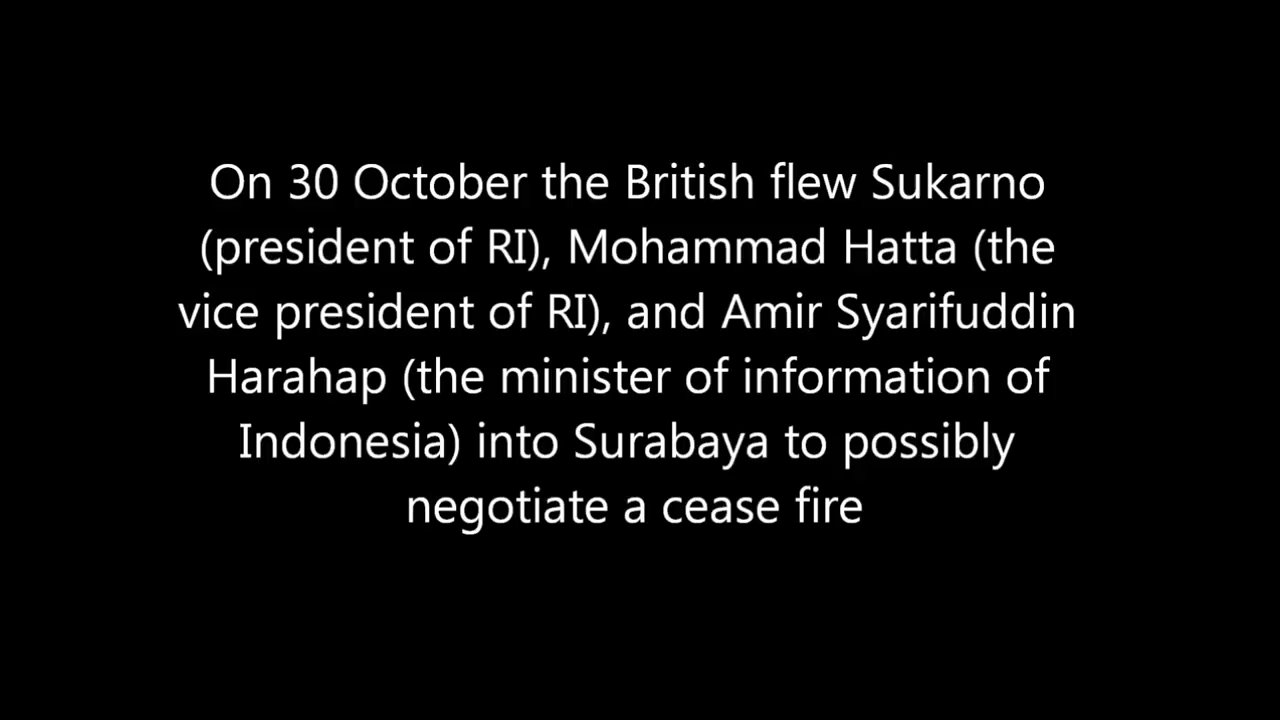 On 30 October the British flew Sukarno
(president of RI), Mohammad Hatta (the
vice president of RI), and Amir Syarifuddin
Harahap (the minister of information of
Indonesia) into Surabaya to possibly
negotiate a cease fire